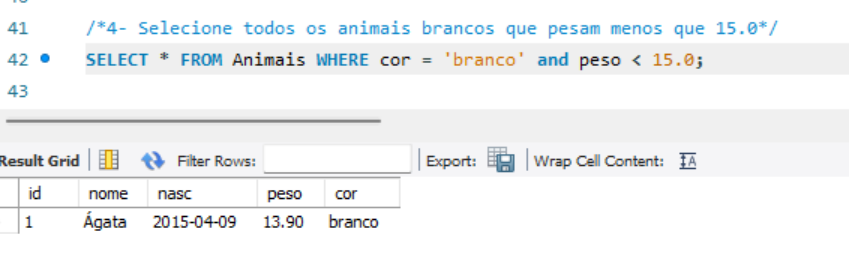 41 /*4- Selecione todos os animais brancos que pesam menos que 15.0*/
42 SELECT * FROM Animais WHERE cor = 'branco' and peso < 15.0;
43
Result Grid Filter Rows: Export: Wrap Cell Content: IA
id nome nasc peso cor
1 Ágata 2015-04-09 13.90 branco